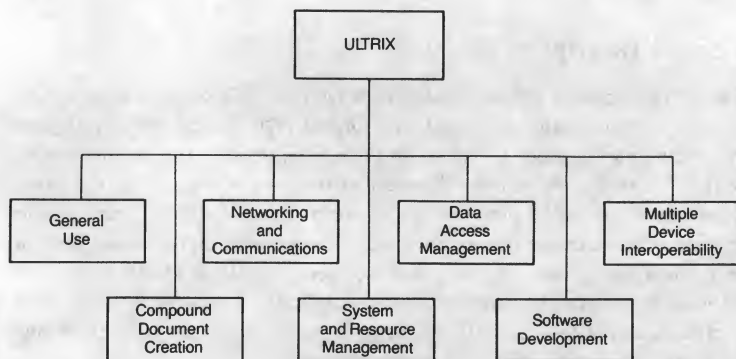 ULTRIX
General
Use
Networking
and
Communications
Data
Access
Management
Multiple
Device
Interoperability
Compound
Document
Creation
System
and Resource
Management
Software
Development